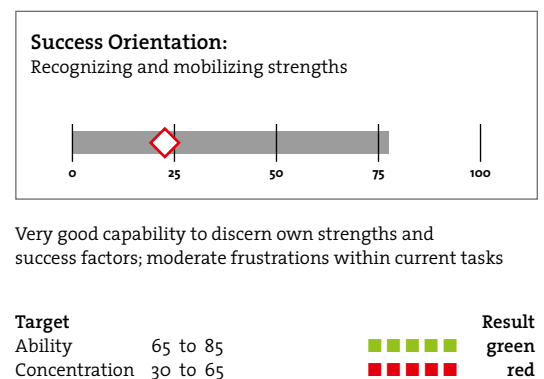 Success Orientation:
Recognizing and mobilizing strengths
0 25 50 75 100
Very good capability to discern own strengths and
success factors; moderate frustrations within current tasks
Target Result
Ability 65 to 85 green
Concentration 30 to 65 red